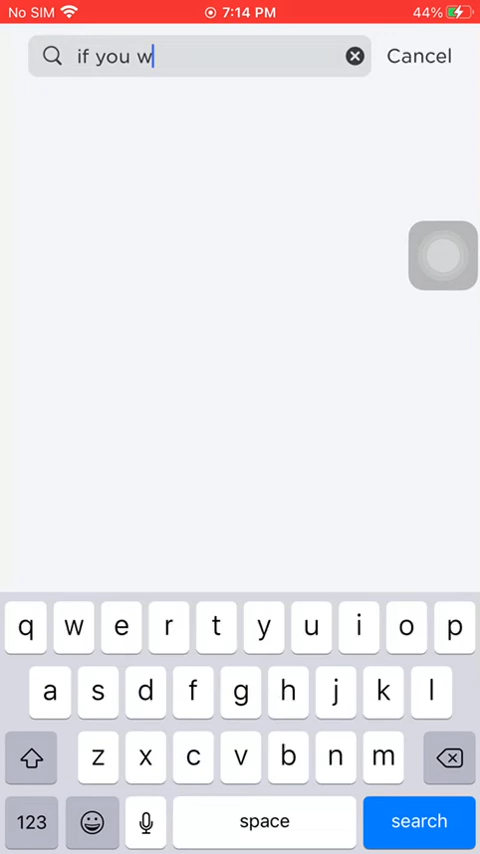 No SIM 7:14 PM 44%
if you w Cancel
q w e r t y u i o p
a s d f g h j k l
z x c v b n m
123 space search